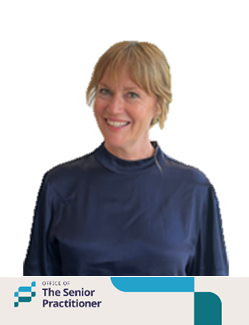 OFFICE OF
The Senior
Practitioner